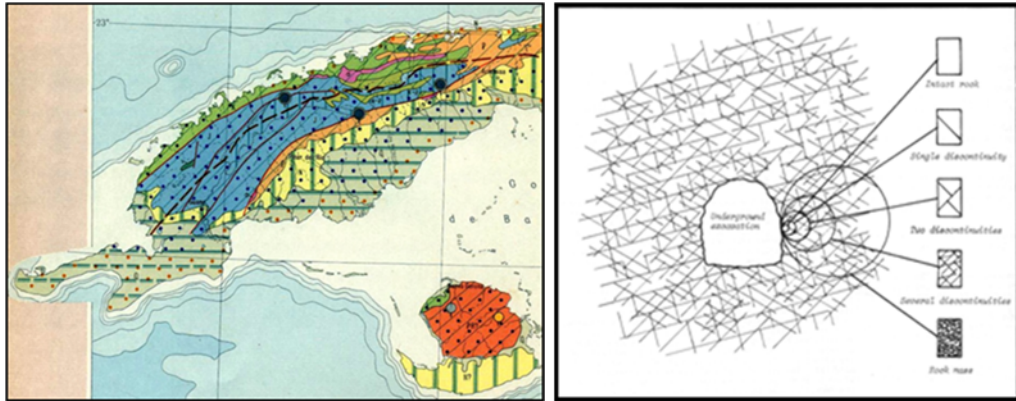 23°
G o
d e B a
Underground
excavation
Intact rock
Single discontinuity
Two discontinuities
Several discontinuities
Rock mass